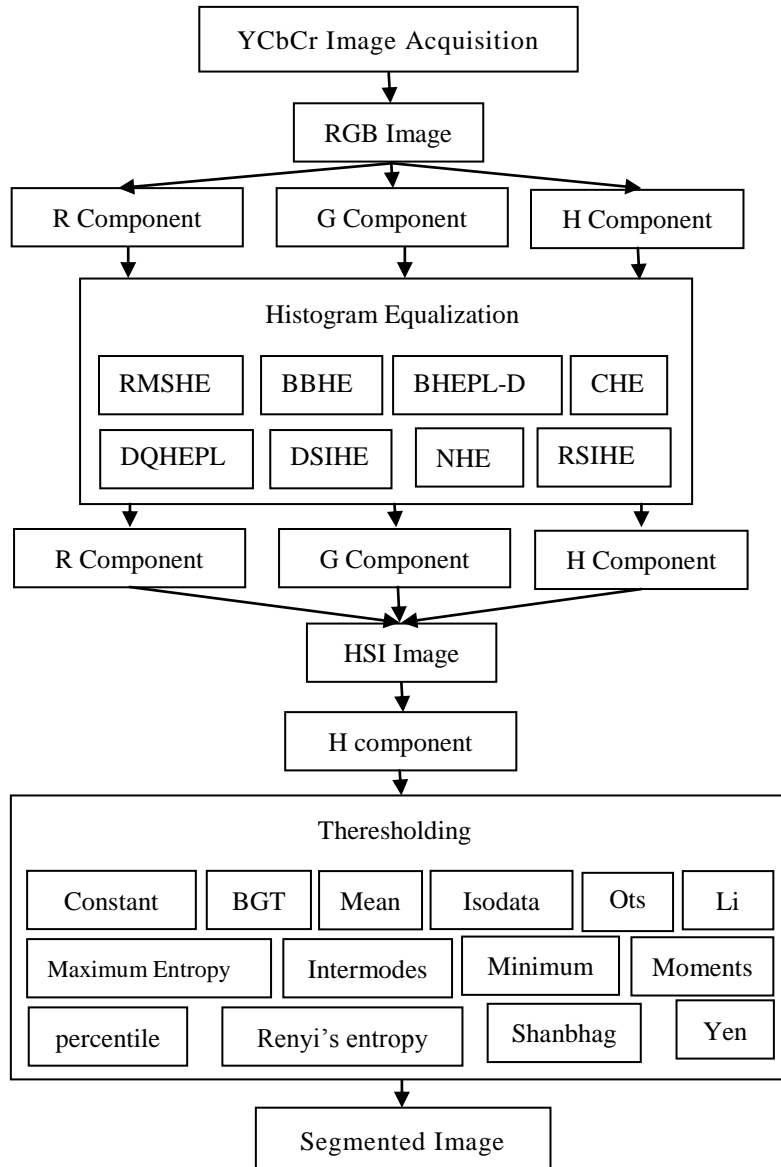 YCbCr Image Acquisition
RGB Image
R Component
G Component
H Component
Histogram Equalization
RMSHE
BBHE
BHEPL-D
CHE
DQHEPL
DSIHE
NHE
RSIHE
R Component
G Component
H Component
HSI Image
H component
Theresholding
Constant
BGT
Mean
Isodata
Ots
Li
Maximum Entropy
Intermodes
Minimum
Moments
percentile
Renyi’s entropy
Shanbhag
Yen
Segmented Image